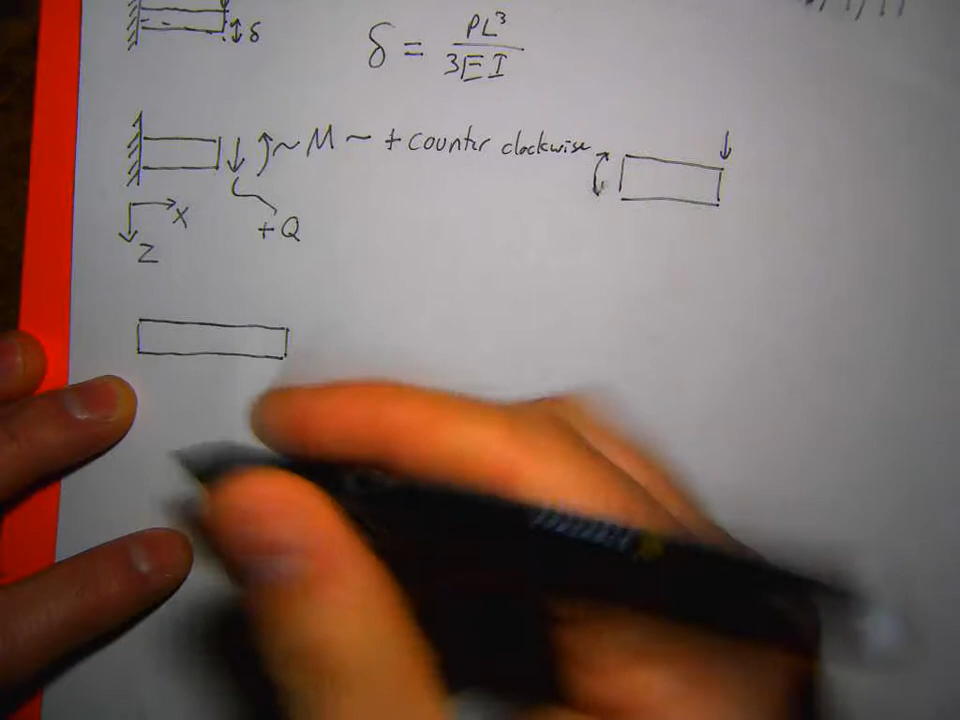 δ
δ = PL³ / 3EI
~ M ~ + counter clockwise
X
+ Q
Z